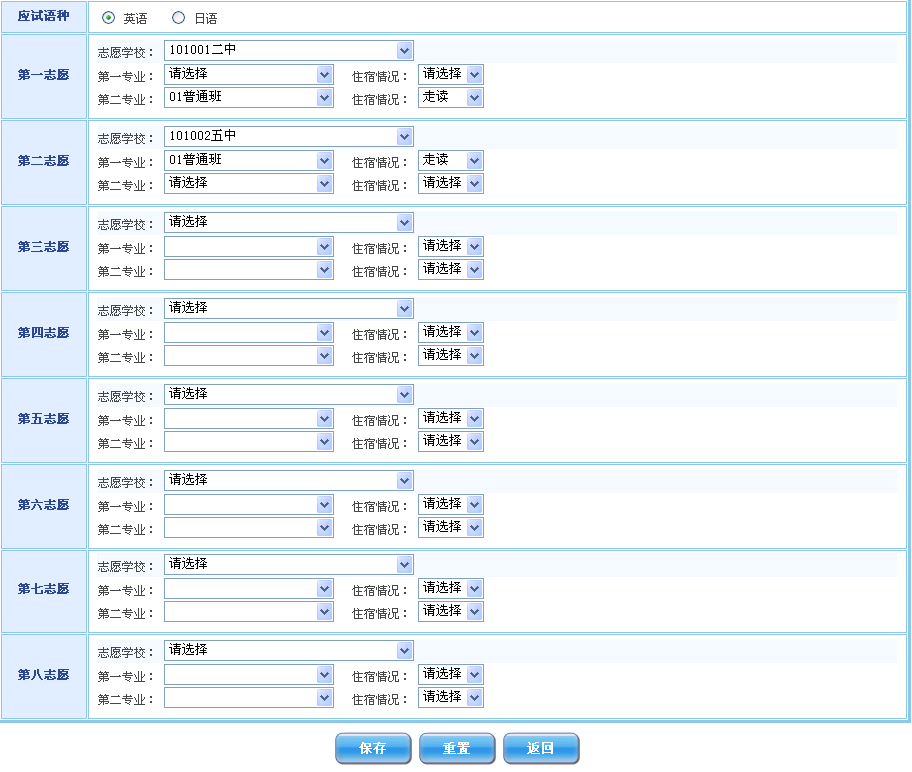 应试语种 英语 日语
第一志愿
志愿学校： 101001二中
第一专业： 请选择 住宿情况： 请选择
第二专业： 01普通班 住宿情况： 走读
第二志愿
志愿学校： 101002五中
第一专业： 01普通班 住宿情况： 走读
第二专业： 请选择 住宿情况： 请选择
第三志愿
志愿学校： 请选择
第一专业： 住宿情况： 请选择
第二专业： 住宿情况： 请选择
第四志愿
志愿学校： 请选择
第一专业： 住宿情况： 请选择
第二专业： 住宿情况： 请选择
第五志愿
志愿学校： 请选择
第一专业： 住宿情况： 请选择
第二专业： 住宿情况： 请选择
第六志愿
志愿学校： 请选择
第一专业： 住宿情况： 请选择
第二专业： 住宿情况： 请选择
第七志愿
志愿学校： 请选择
第一专业： 住宿情况： 请选择
第二专业： 住宿情况： 请选择
第八志愿
志愿学校： 请选择
第一专业： 住宿情况： 请选择
第二专业： 住宿情况： 请选择
保存 重置 返回